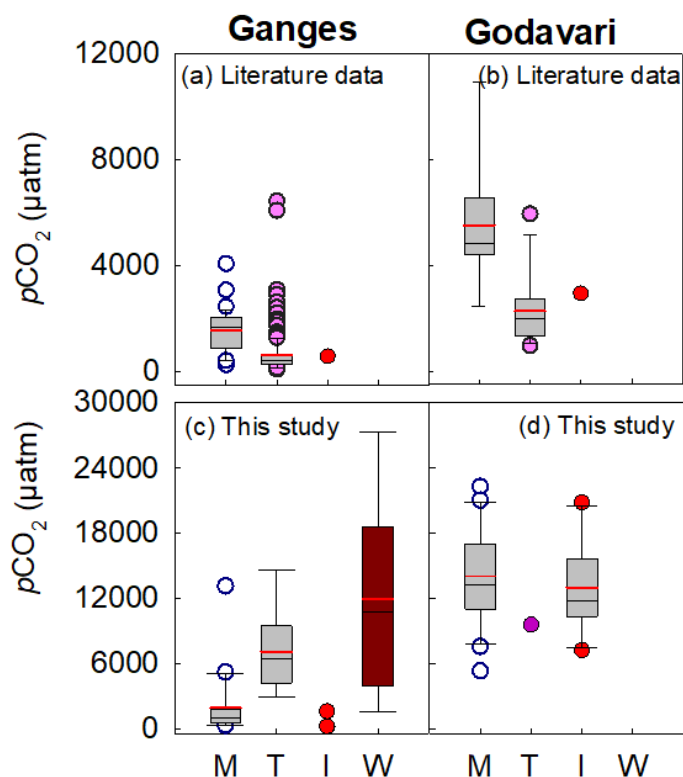 Ganges Godavari
12000
(a) Literature data (b) Literature data
8000
pCO₂ (µatm)
4000
0
30000
(c) This study (d) This study
24000
18000
pCO₂ (µatm)
12000
6000
0
M T I W M T I W